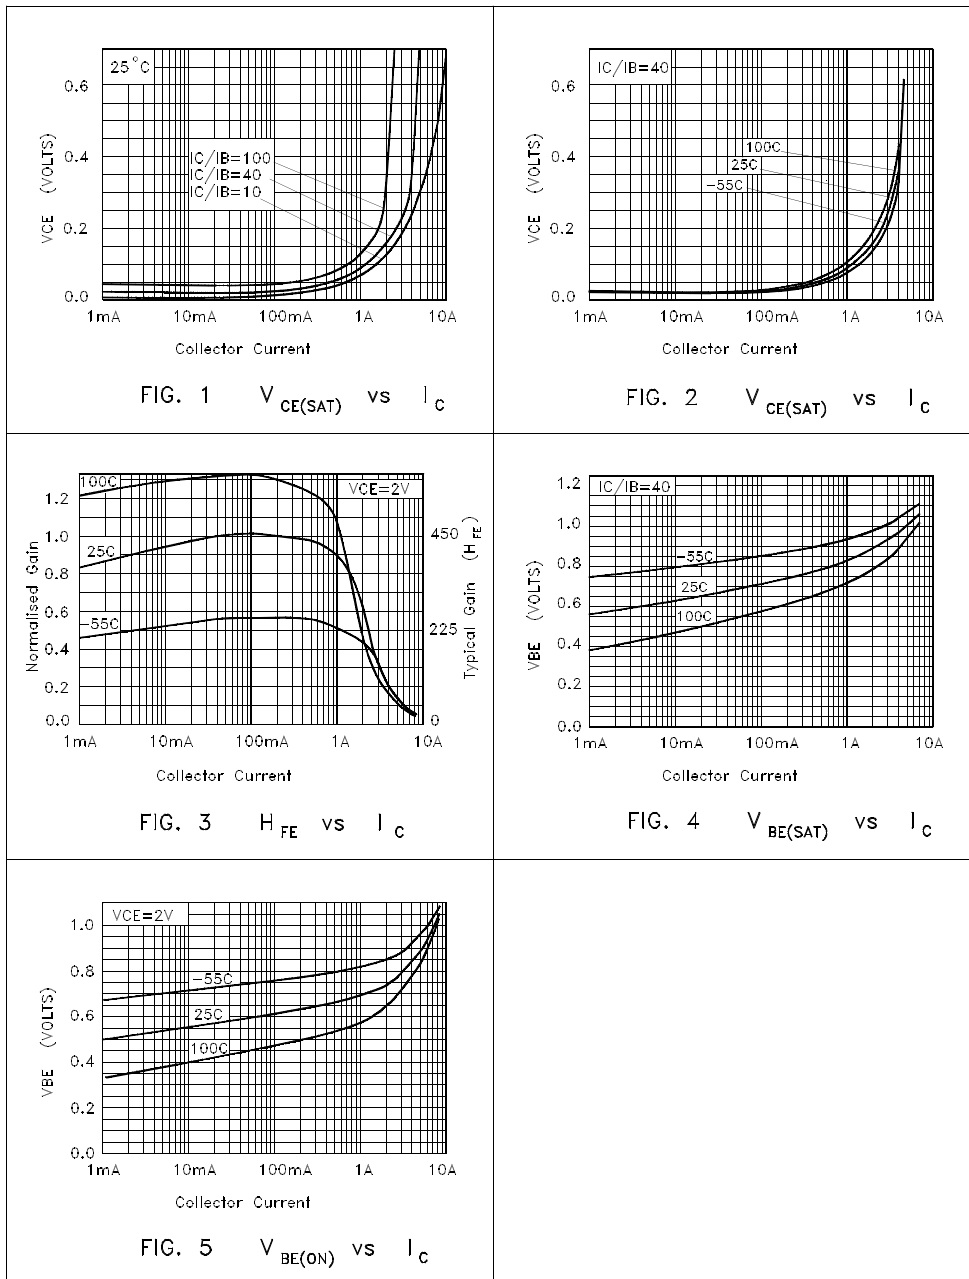 25°C
VCE (VOLTS)
0.6
0.4
0.2
0.0
IC/IB=100
IC/IB=40
IC/IB=10
1mA 10mA 100mA 1A 10A
Collector Current
FIG. 1 VCE(SAT) vs IC
IC/IB=40
VCE (VOLTS)
0.6
0.4
0.2
0.0
100C
25C
-55C
1mA 10mA 100mA 1A 10A
Collector Current
FIG. 2 VCE(SAT) vs IC
100C
VCE=2V
Normalised Gain
1.2
1.0
0.8
0.6
0.4
0.2
0.0
25C
-55C
450
225
0
Typical Gain (HFE)
1mA 10mA 100mA 1A 10A
Collector Current
FIG. 3 HFE vs IC
IC/IB=40
VBE (VOLTS)
1.2
1.0
0.8
0.6
0.4
0.2
0.0
-55C
25C
100C
1mA 10mA 100mA 1A 10A
Collector Current
FIG. 4 VBE(SAT) vs IC
VCE=2V
VBE (VOLTS)
1.0
0.8
0.6
0.4
0.2
0.0
-55C
25C
100C
1mA 10mA 100mA 1A 10A
Collector Current
FIG. 5 VBE(ON) vs IC